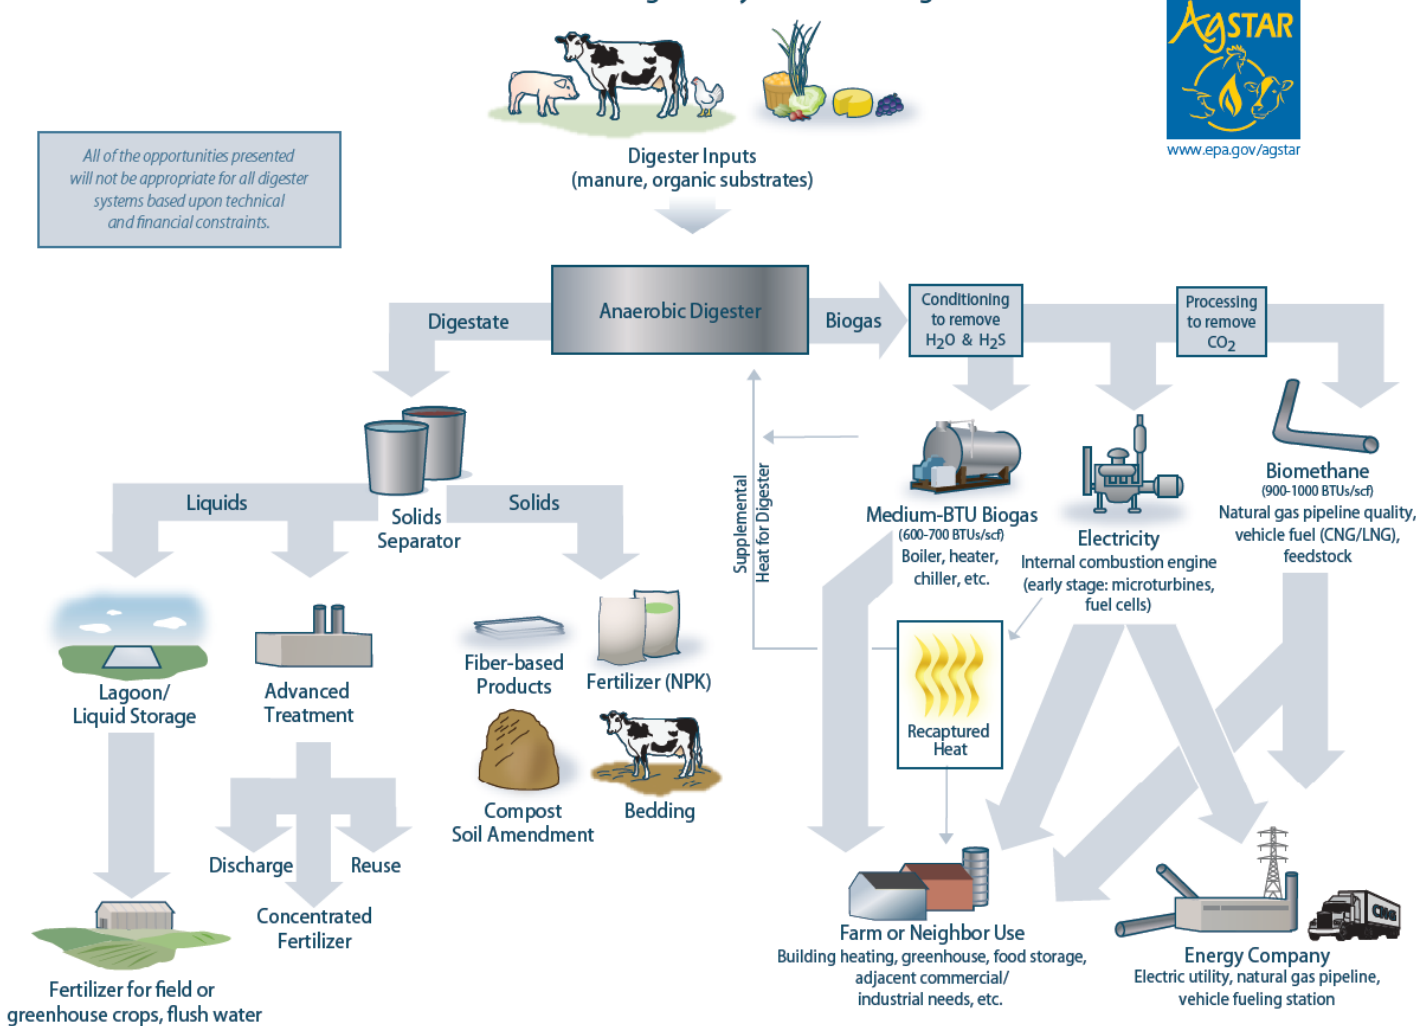 AgSTAR
www.epa.gov/agstar
Digester Inputs
(manure, organic substrates)
All of the opportunities presented
will not be appropriate for all digester
systems based upon technical
and financial constraints.
Digestate
Anaerobic Digester
Biogas
Conditioning
to remove
H2O & H2S
Processing
to remove
CO2
Liquids
Solids
Separator
Solids
Supplemental
Heat for Digester
Medium-BTU Biogas
(600-700 BTUs/scf)
Boiler, heater,
chiller, etc.
Electricity
Internal combustion engine
(early stage: microturbines,
fuel cells)
Biomethane
(900-1000 BTUs/scf)
Natural gas pipeline quality,
vehicle fuel (CNG/LNG),
feedstock
Lagoon/
Liquid Storage
Advanced
Treatment
Fiber-based
Products
Fertilizer (NPK)
Compost
Soil Amendment
Bedding
Recaptured
Heat
Discharge
Reuse
Concentrated
Fertilizer
Fertilizer for field or
greenhouse crops, flush water
Farm or Neighbor Use
Building heating, greenhouse, food storage,
adjacent commercial/
industrial needs, etc.
CNG
Energy Company
Electric utility, natural gas pipeline,
vehicle fueling station